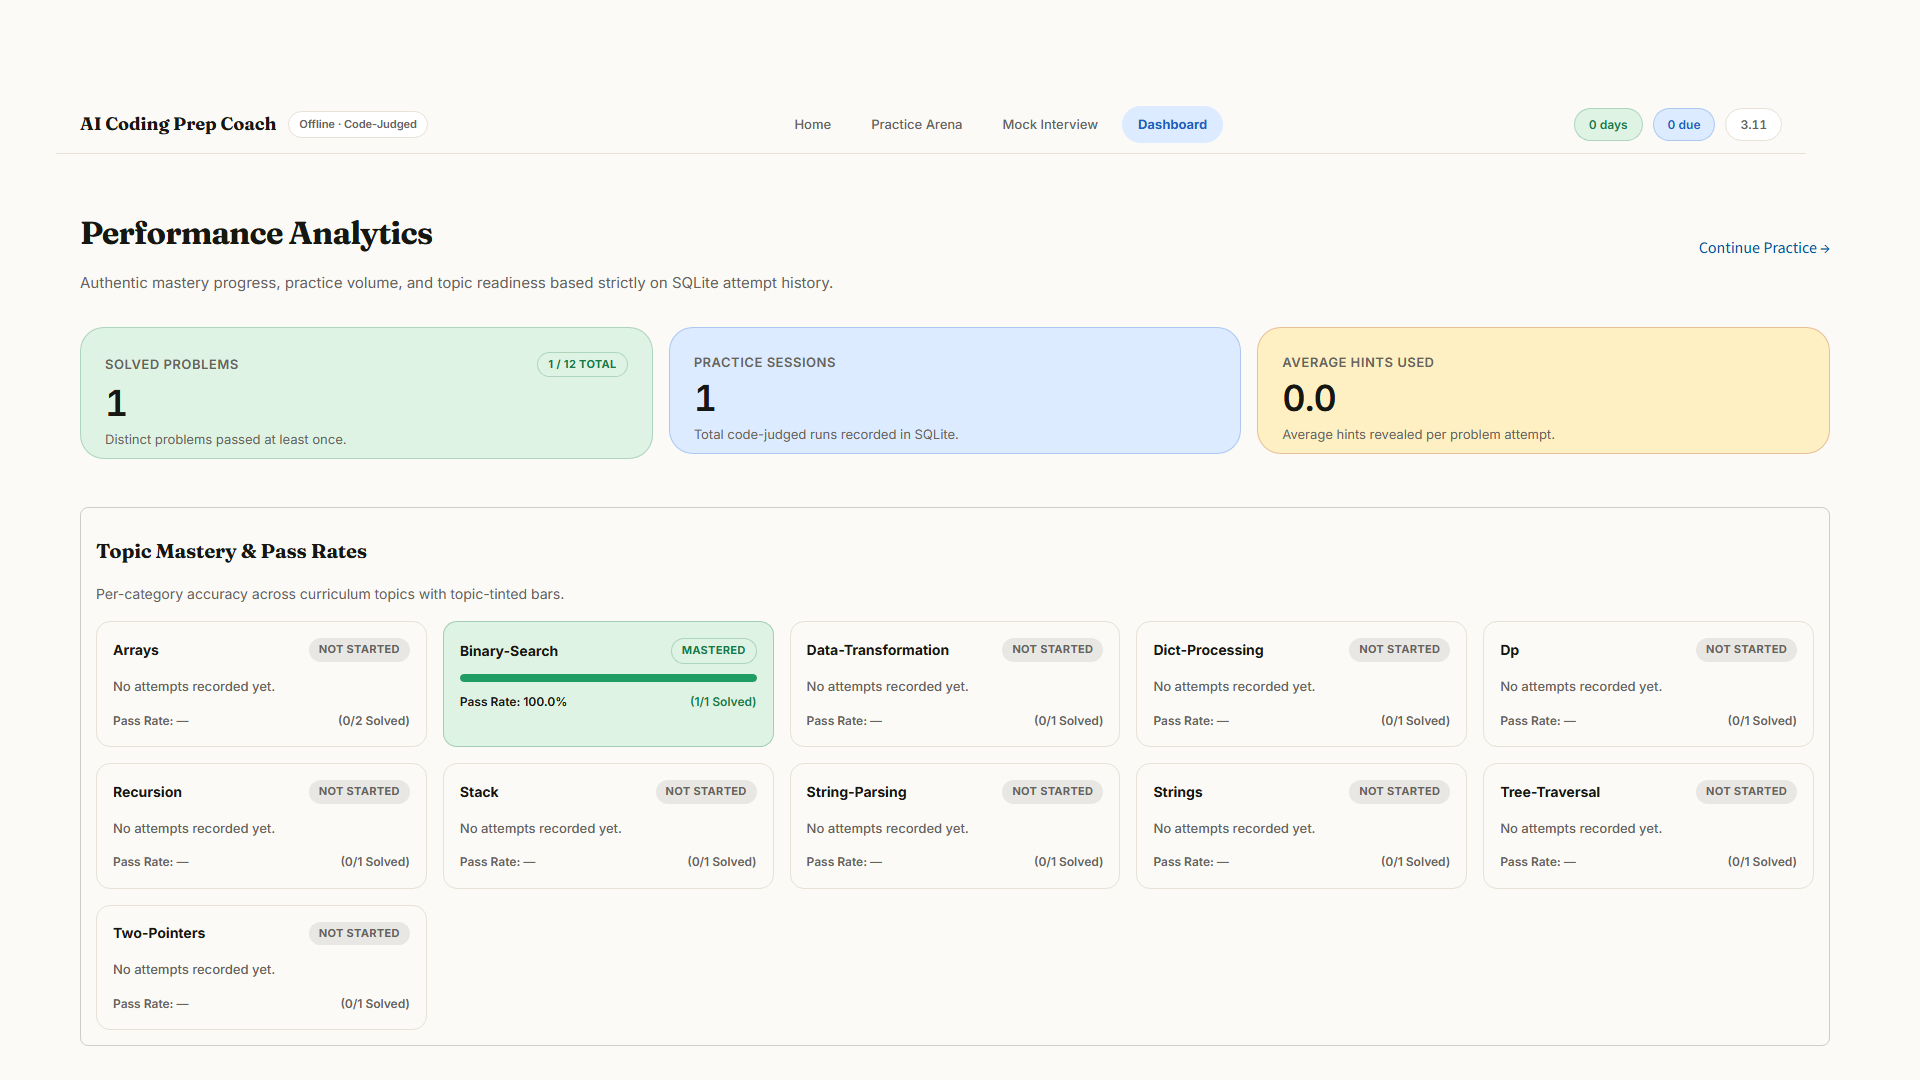 AI Coding Prep Coach
Offline · Code-Judged
Home
Practice Arena
Mock Interview
Dashboard
0 days
0 due
3.11
Performance Analytics
Continue Practice →
Authentic mastery progress, practice volume, and topic readiness based strictly on SQLite attempt history.
SOLVED PROBLEMS
1 / 12 TOTAL
1
Distinct problems passed at least once.
PRACTICE SESSIONS
1
Total code-judged runs recorded in SQLite.
AVERAGE HINTS USED
0.0
Average hints revealed per problem attempt.
Topic Mastery & Pass Rates
Per-category accuracy across curriculum topics with topic-tinted bars.
Arrays
NOT STARTED
No attempts recorded yet.
Pass Rate: —
(0/2 Solved)
Binary-Search
MASTERED
Pass Rate: 100.0%
(1/1 Solved)
Data-Transformation
NOT STARTED
No attempts recorded yet.
Pass Rate: —
(0/1 Solved)
Dict-Processing
NOT STARTED
No attempts recorded yet.
Pass Rate: —
(0/1 Solved)
Dp
NOT STARTED
No attempts recorded yet.
Pass Rate: —
(0/1 Solved)
Recursion
NOT STARTED
No attempts recorded yet.
Pass Rate: —
(0/1 Solved)
Stack
NOT STARTED
No attempts recorded yet.
Pass Rate: —
(0/1 Solved)
String-Parsing
NOT STARTED
No attempts recorded yet.
Pass Rate: —
(0/1 Solved)
Strings
NOT STARTED
No attempts recorded yet.
Pass Rate: —
(0/1 Solved)
Tree-Traversal
NOT STARTED
No attempts recorded yet.
Pass Rate: —
(0/1 Solved)
Two-Pointers
NOT STARTED
No attempts recorded yet.
Pass Rate: —
(0/1 Solved)